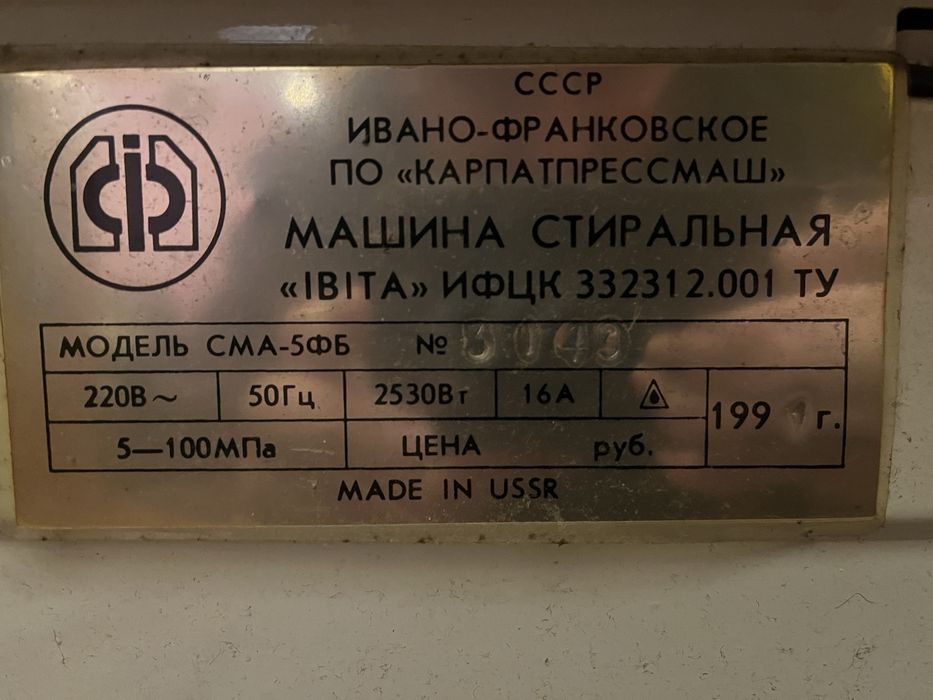 СССР
ИВАНО-ФРАНКОВСКОЕ
ПО «КАРПАТПРЕССМАШ»
МАШИНА СТИРАЛЬНАЯ
«ІВІТА» ИФЦК 332312.001 ТУ
МОДЕЛЬ СМА-5ФБ №
220В ~ 50Гц 2530Вт 16А
199 г.
5—100МПа ЦЕНА руб.
MADE IN USSR